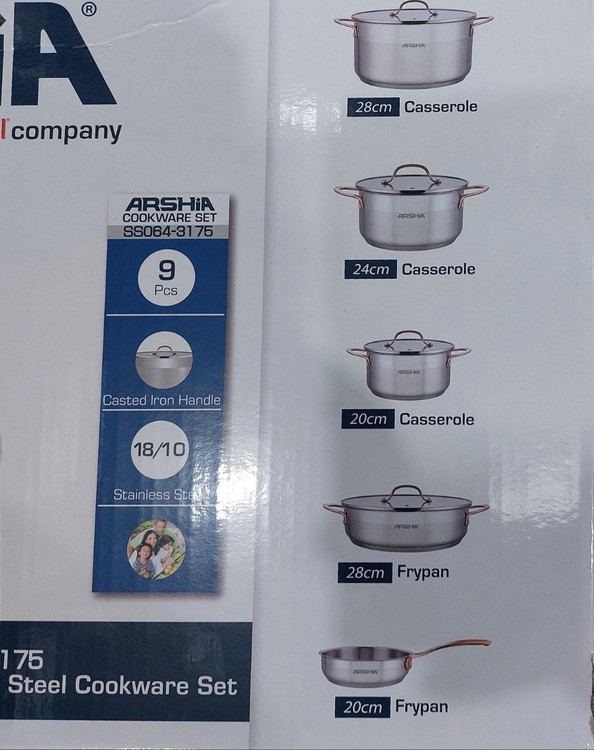 iA®
company
ARSHiA
COOKWARE SET
SS064-3175
9
Pcs
Casted Iron Handle
18/10
Stainless
175
Steel Cookware Set
ARSHiA
28cm Casserole
ARSHiA
24cm Casserole
ARSHiA
20cm Casserole
ARSHiA
28cm Frypan
ARSHiA
20cm Frypan